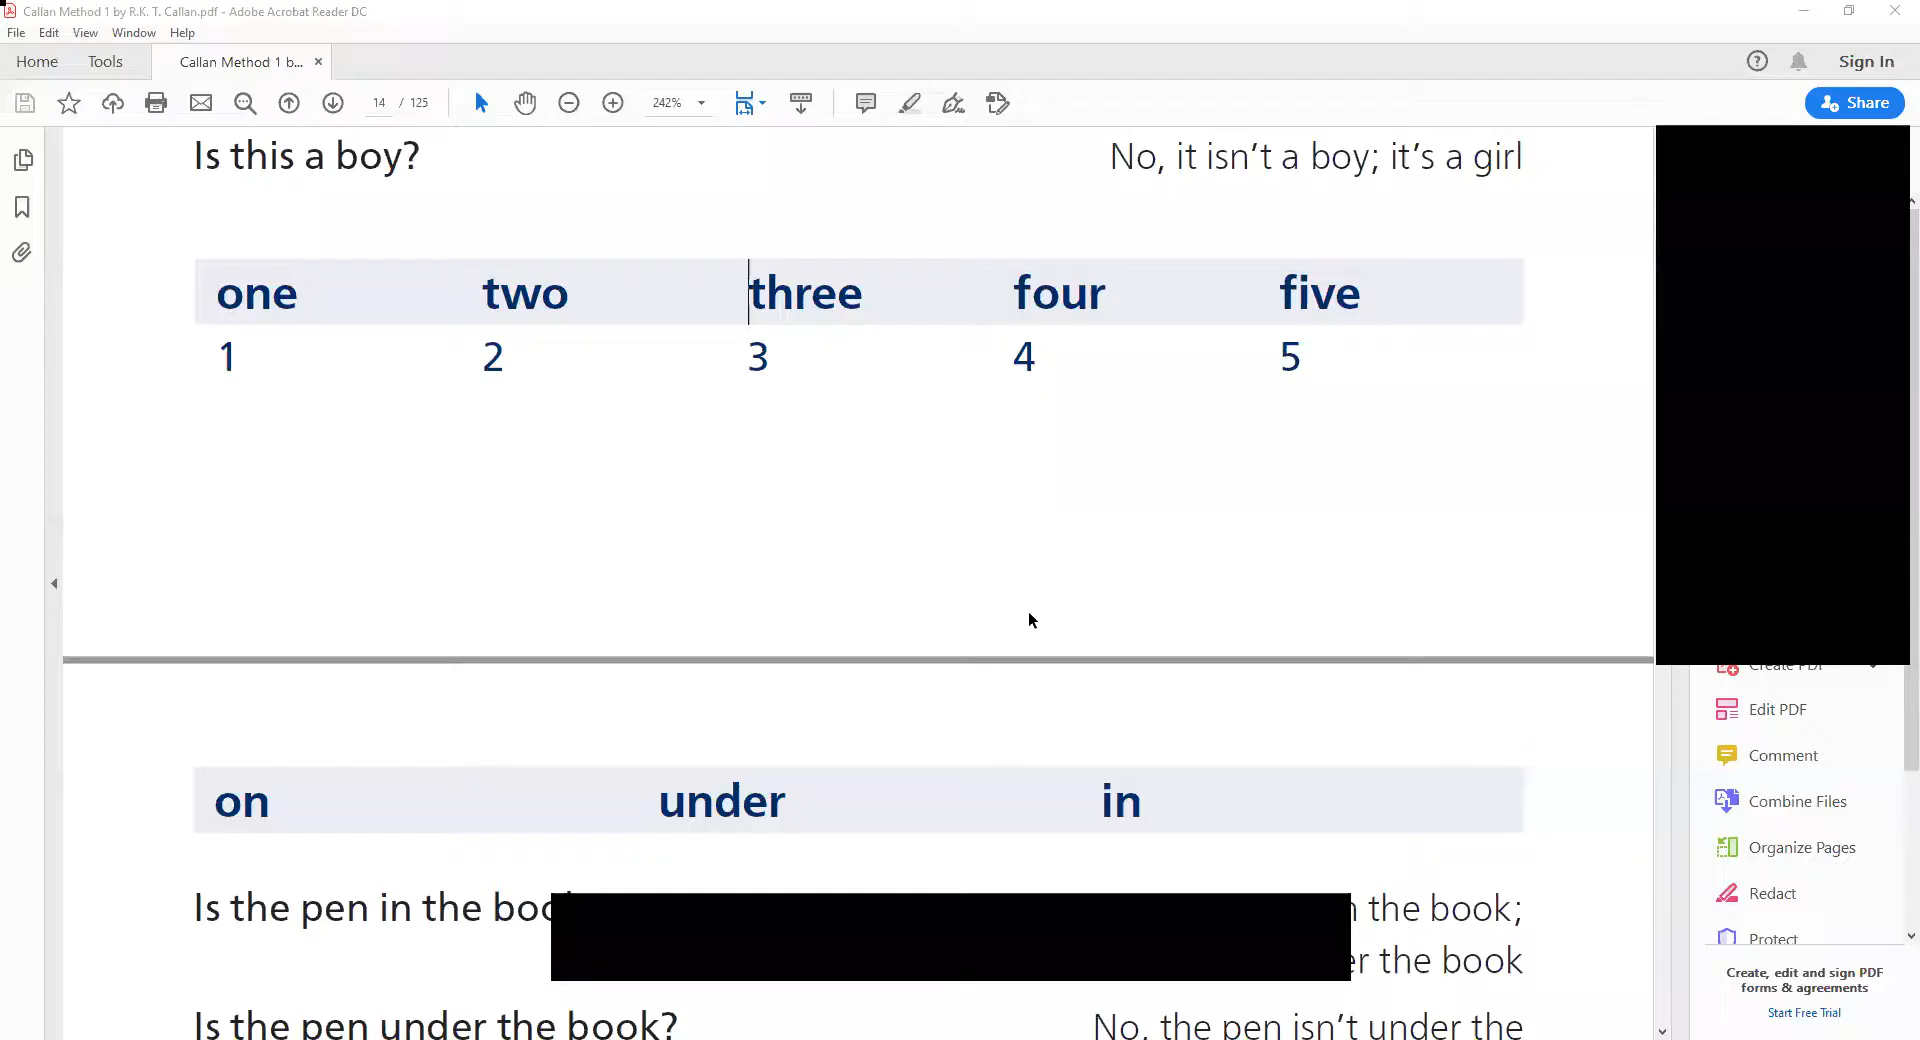 Callan Method 1 by R.K. T. Callan.pdf - Adobe Acrobat Reader DC
File Edit View Window Help
Home Tools Callan Method 1 b... Sign In
14 / 125 242% Share
Is this a boy? No, it isn't a boy; it's a girl
one two three four five
1 2 3 4 5
Create PDF
Edit PDF
Comment
on under in
Combine Files
Organize Pages
Is the pen in the the book;
Redact
Protect
the book
Create, edit and sign PDF
forms & agreements
Start Free Trial
Is the pen under the book? No, the pen isn't under the